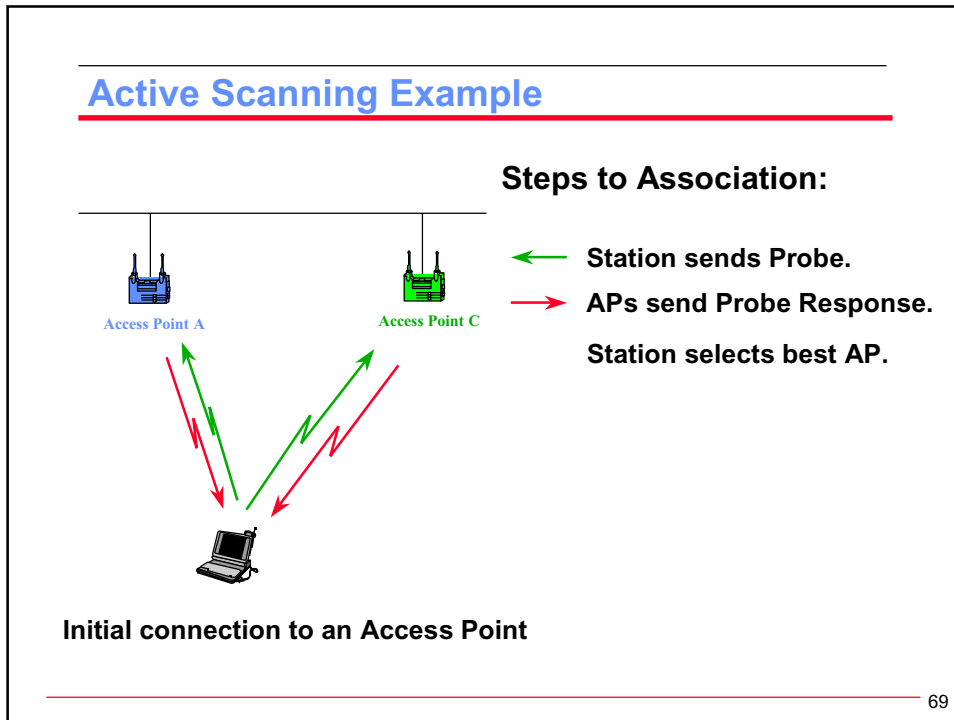 Active Scanning Example
Steps to Association:
Station sends Probe.
APs send Probe Response.
Station selects best AP.
Access Point A
Access Point C
Initial connection to an Access Point
69